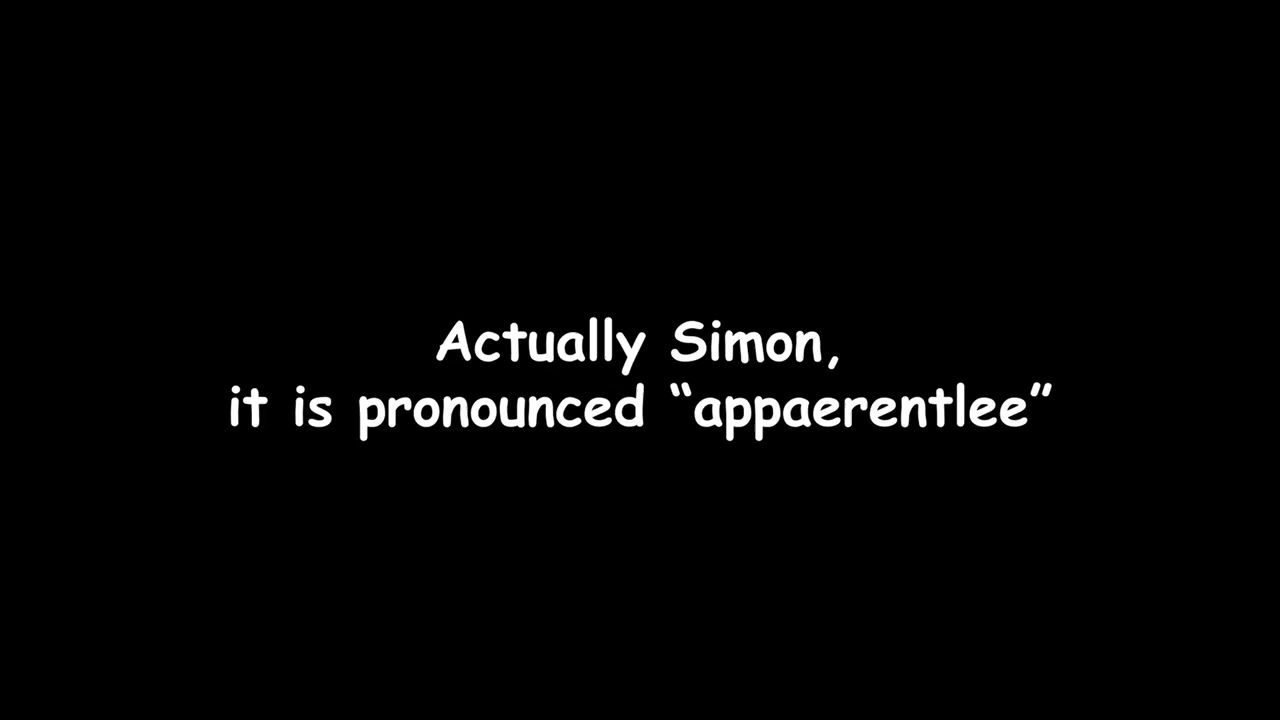 Actually Simon,
it is pronounced “appaerentlee”